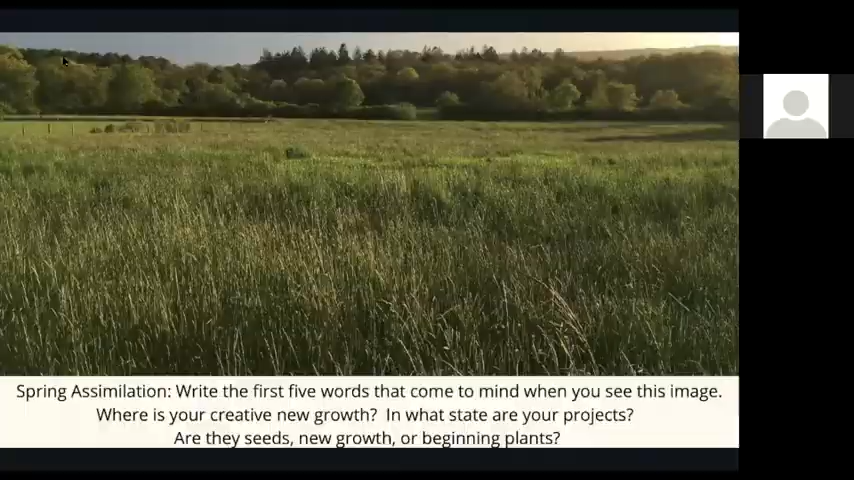 Spring Assimilation: Write the first five words that come to mind when you see this image.
Where is your creative new growth?  In what state are your projects?
Are they seeds, new growth, or beginning plants?